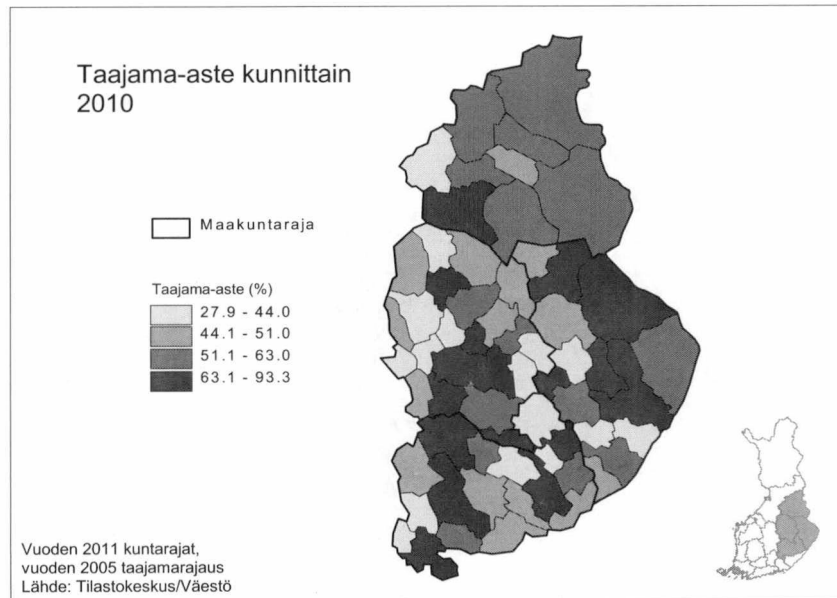 Taajama-aste kunnittain
2010
Maakuntaraja
Taajama-aste (%)
27.9 - 44.0
44.1 - 51.0
51.1 - 63.0
63.1 - 93.3
Vuoden 2011 kuntarajat,
vuoden 2005 taajamarajaus
Lähde: Tilastokeskus/Väestö